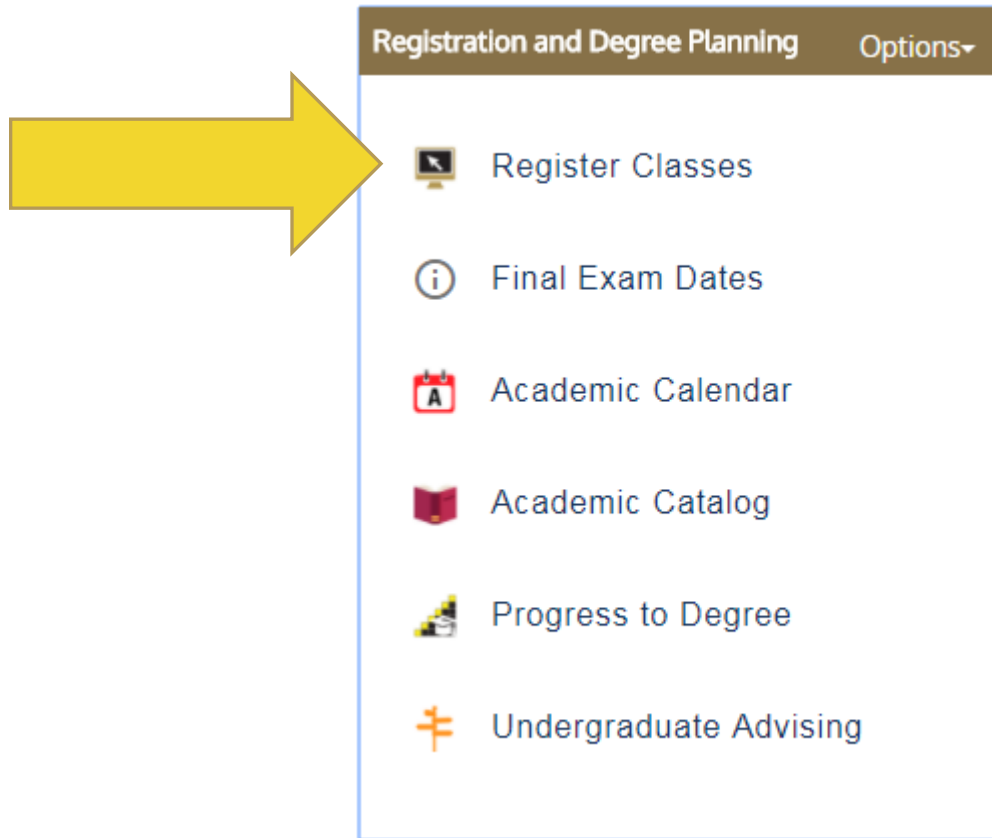 Registration and Degree Planning Options
Register Classes
Final Exam Dates
A
Academic Calendar
Academic Catalog
Progress to Degree
Undergraduate Advising